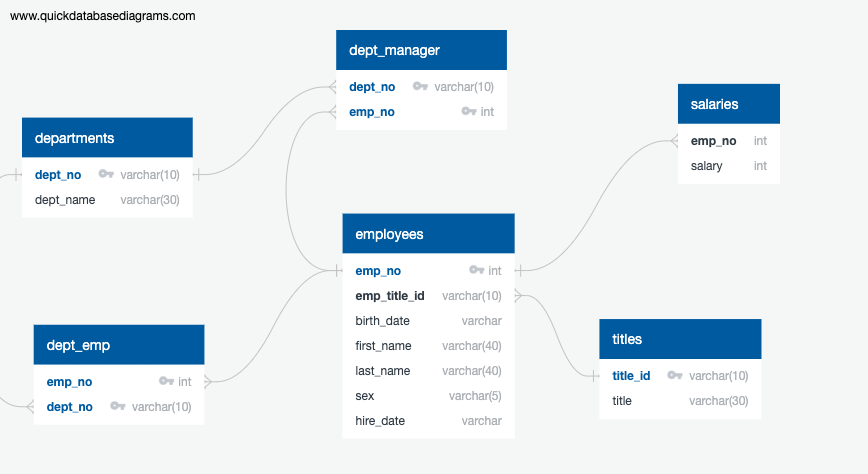 www.quickdatabasediagrams.com
dept_manager
dept_no varchar(10)
emp_no int
salaries
emp_no int
salary int
departments
dept_no varchar(10)
dept_name varchar(30)
employees
emp_no int
emp_title_id varchar(10)
birth_date varchar
first_name varchar(40)
last_name varchar(40)
sex varchar(5)
hire_date varchar
dept_emp
emp_no int
dept_no varchar(10)
titles
title_id varchar(10)
title varchar(30)